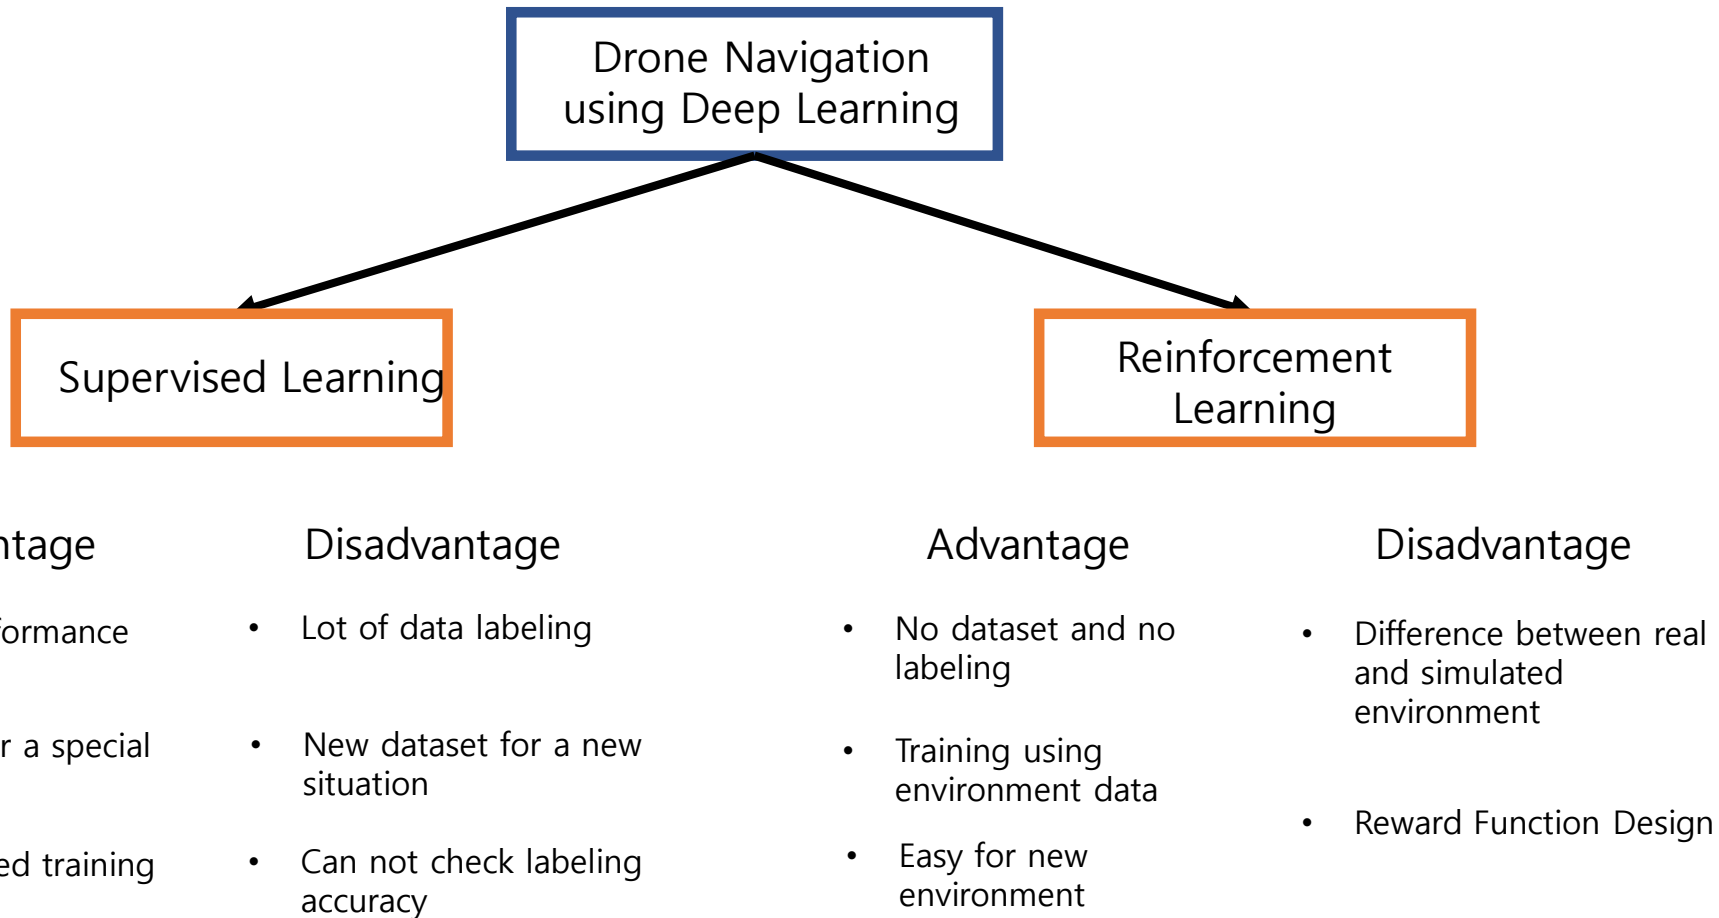 Drone Navigation
using Deep Learning
Supervised Learning
Reinforcement
Learning
Disadvantage
• Lot of data labeling
• New dataset for a new
situation
• Can not check labeling
accuracy
a special
training
Advantage
• No dataset and no
labeling
• Training using
environment data
• Easy for new
environment
Disadvantage
• Difference between real
and simulated
environment
• Reward Function Design